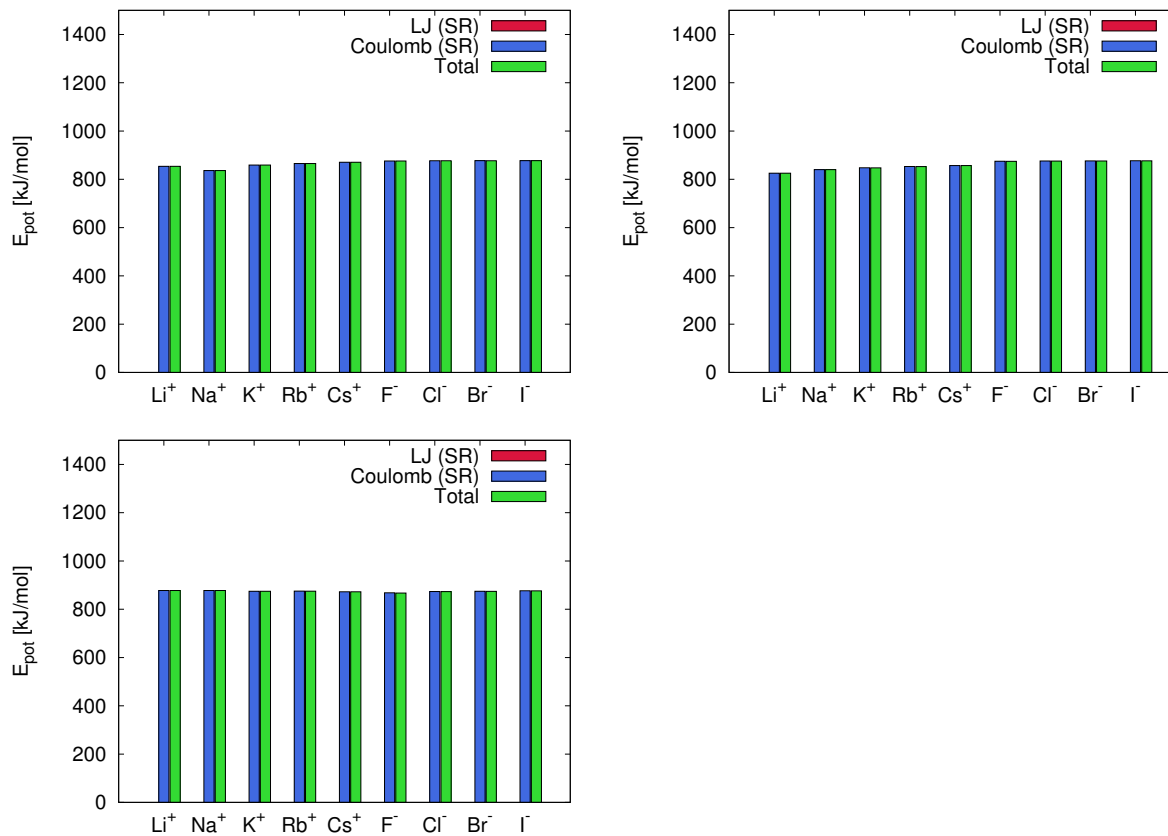 LJ (SR)
Coulomb (SR)
Total
1400
1200
1000
800
600
400
200
0
E_pot [kJ/mol]
Li⁺ Na⁺ K⁺ Rb⁺ Cs⁺ F⁻ Cl⁻ Br⁻ I⁻
LJ (SR)
Coulomb (SR)
Total
1400
1200
1000
800
600
400
200
0
E_pot [kJ/mol]
Li⁺ Na⁺ K⁺ Rb⁺ Cs⁺ F⁻ Cl⁻ Br⁻ I⁻
LJ (SR)
Coulomb (SR)
Total
1400
1200
1000
800
600
400
200
0
E_pot [kJ/mol]
Li⁺ Na⁺ K⁺ Rb⁺ Cs⁺ F⁻ Cl⁻ Br⁻ I⁻